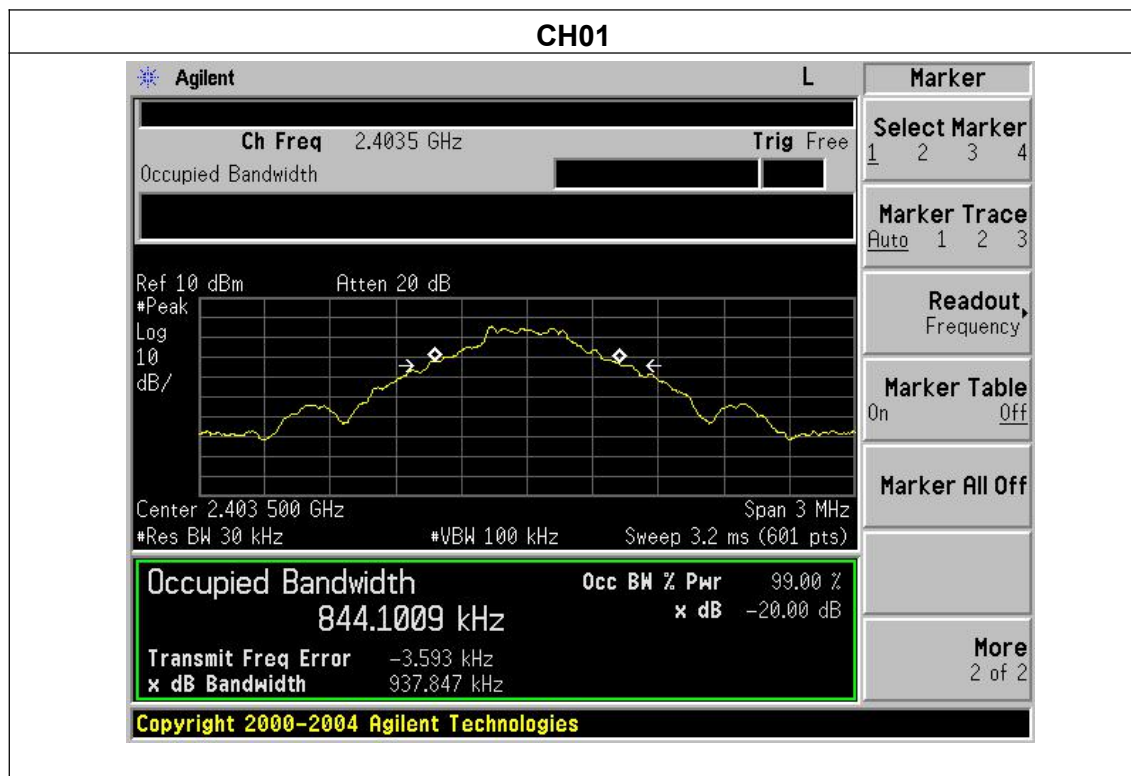 CH01
Agilent L Marker
Ch Freq 2.4035 GHz Trig Free
Occupied Bandwidth
Select Marker
1 2 3 4
Marker Trace
Auto 1 2 3
Readout
Frequency
Marker Table
On Off
Marker All Off
More
2 of 2
Ref 10 dBm Atten 20 dB
#Peak
Log
10
dB/
Center 2.403 500 GHz Span 3 MHz
#Res BW 30 kHz #VBW 100 kHz Sweep 3.2 ms (601 pts)
Occupied Bandwidth
844.1009 kHz
Occ BW % Pwr 99.00 %
x dB -20.00 dB
Transmit Freq Error -3.593 kHz
x dB Bandwidth 937.847 kHz
Copyright 2000-2004 Agilent Technologies